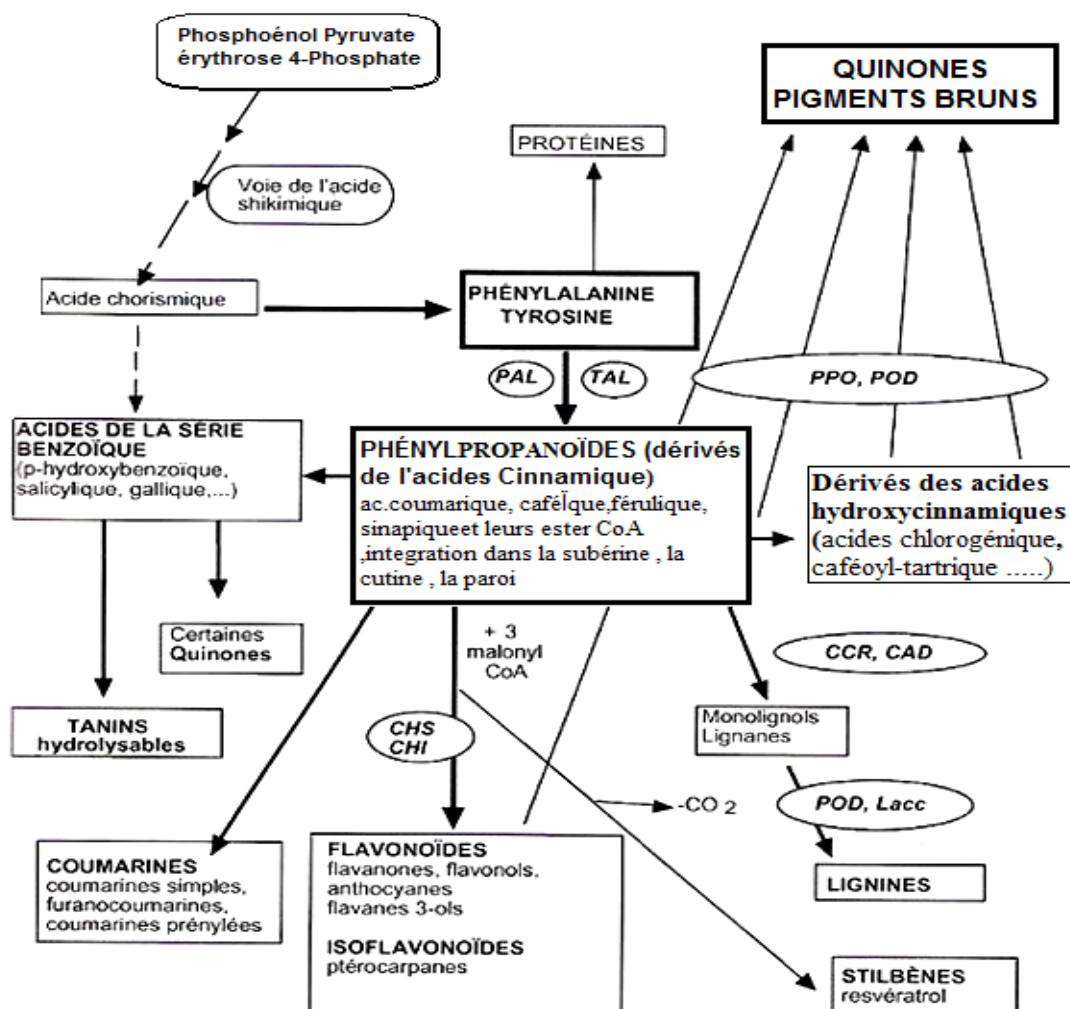 Phosphoénol Pyruvate
érythrose 4-Phosphate
QUINONES
PIGMENTS BRUNS
PROTÉINES
Voie de l'acide
shikimique
Acide chorismique
PHÉNYLALANINE
TYROSINE
PAL
TAL
PPO, POD
ACIDES DE LA SÉRIE
BENZOÏQUE
(p-hydroxybenzoïque,
salicylique, gallique,...)
PHÉNYLPROPANOÏDES (dérivés
de l'acides Cinnamique)
ac.coumarique, caféÏque,férulique,
sinapiqueet leurs ester CoA
,integration dans la subérine , la
cutine , la paroi
Dérivés des acides
hydroxycinnamiques
(acides chlorogénique,
caféoyl-tartrique .....)
Certaines
Quinones
+ 3
malonyl
CoA
CCR, CAD
TANINS
hydrolysables
CHS
CHI
Monolignols
Lignanes
-CO2
POD, Lacc
COUMARINES
coumarines simples,
furanocoumarines,
coumarines prénylées
FLAVONOÏDES
flavanones, flavonols,
anthocyanes
flavanes 3-ols
ISOFLAVONOÏDES
ptérocarpanes
LIGNINES
STILBÈNES
resvératrol